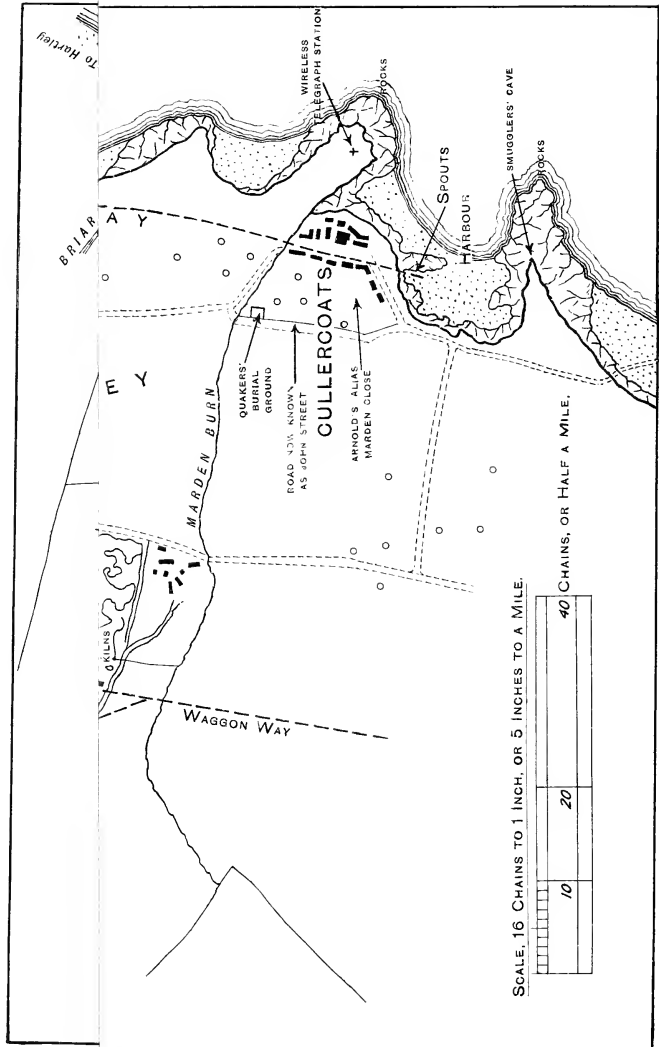 To Hartley
BRIAR
A Y
E Y
WIRELESS
TELEGRAPH STATION
ROCKS
SPOUTS
HARBOUR
SMUGGLERS' CAVE
ROCKS
CULLERCOATS
QUAKERS'
BURIAL
GROUND
ROAD NOW KNOWN
AS JOHN STREET
ARNOLD'S ALIAS
MARDEN CLOSE
MARDEN BURN
KILNS
WAGGON WAY
SCALE, 16 CHAINS TO 1 INCH, OR 5 INCHES TO A MILE.
10 20 40 CHAINS, OR HALF A MILE.